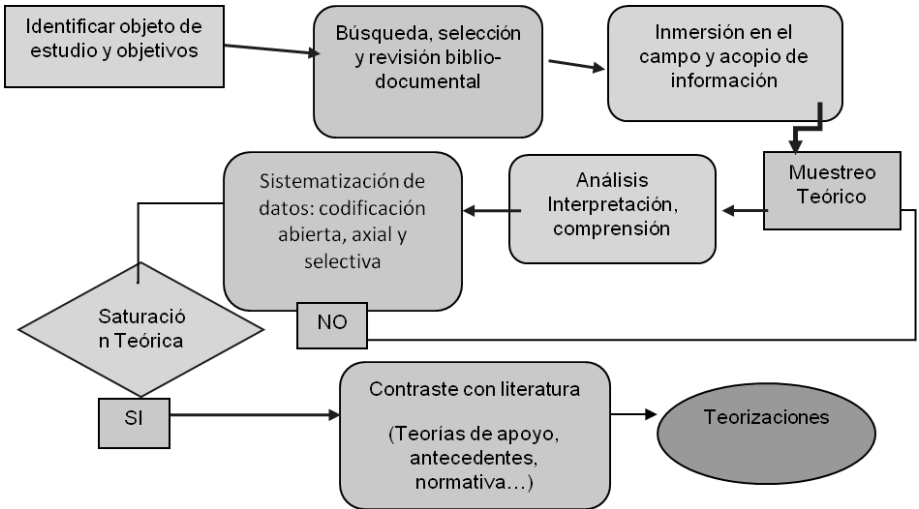 Identificar objeto de
estudio y objetivos
Búsqueda, selección
y revisión biblio-
documental
Inmersión en el
campo y acopio de
información
Muestreo
Teórico
Análisis
Interpretación,
comprensión
Sistematización de
datos: codificación
abierta, axial y
selectiva
Saturació
n Teórica
NO
SI
Contraste con literatura
(Teorías de apoyo,
antecedentes,
normativa…)
Teorizaciones